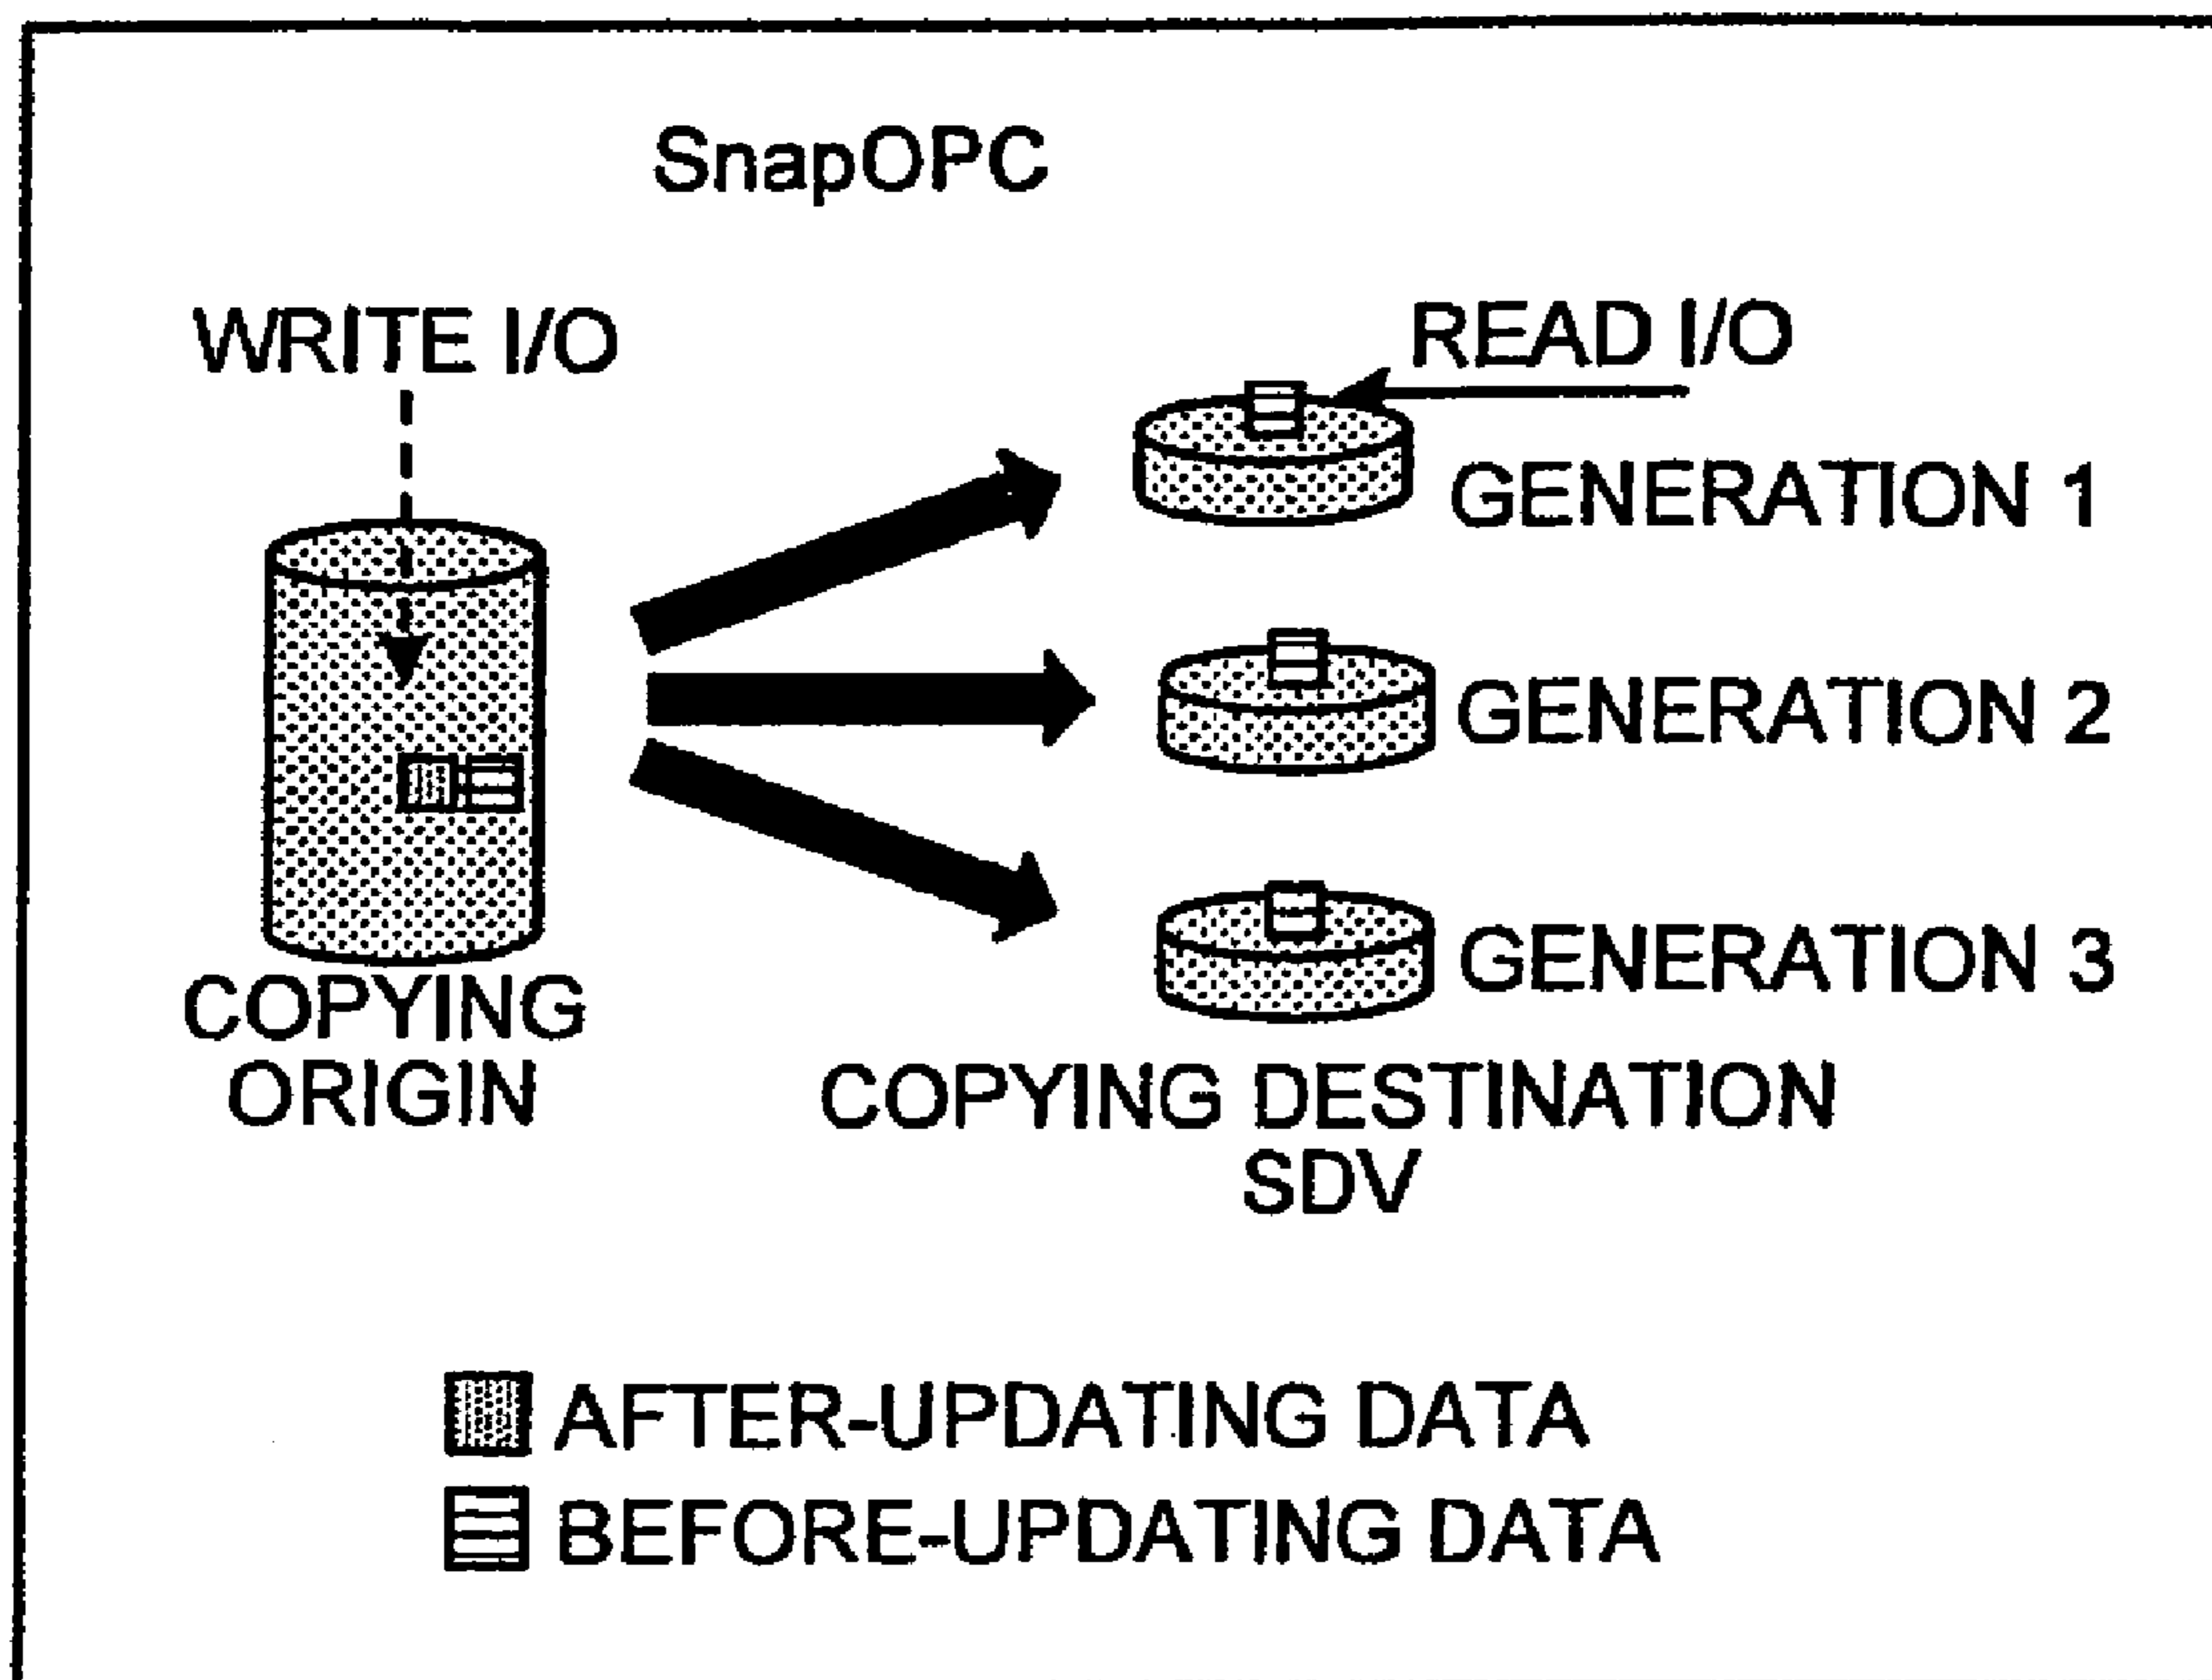 SnapOPC
WRITE I/O
READ I/O
GENERATION 1
GENERATION 2
GENERATION 3
COPYING
ORIGIN
COPYING DESTINATION
SDV
AFTER-UPDATING DATA
BEFORE-UPDATING DATA